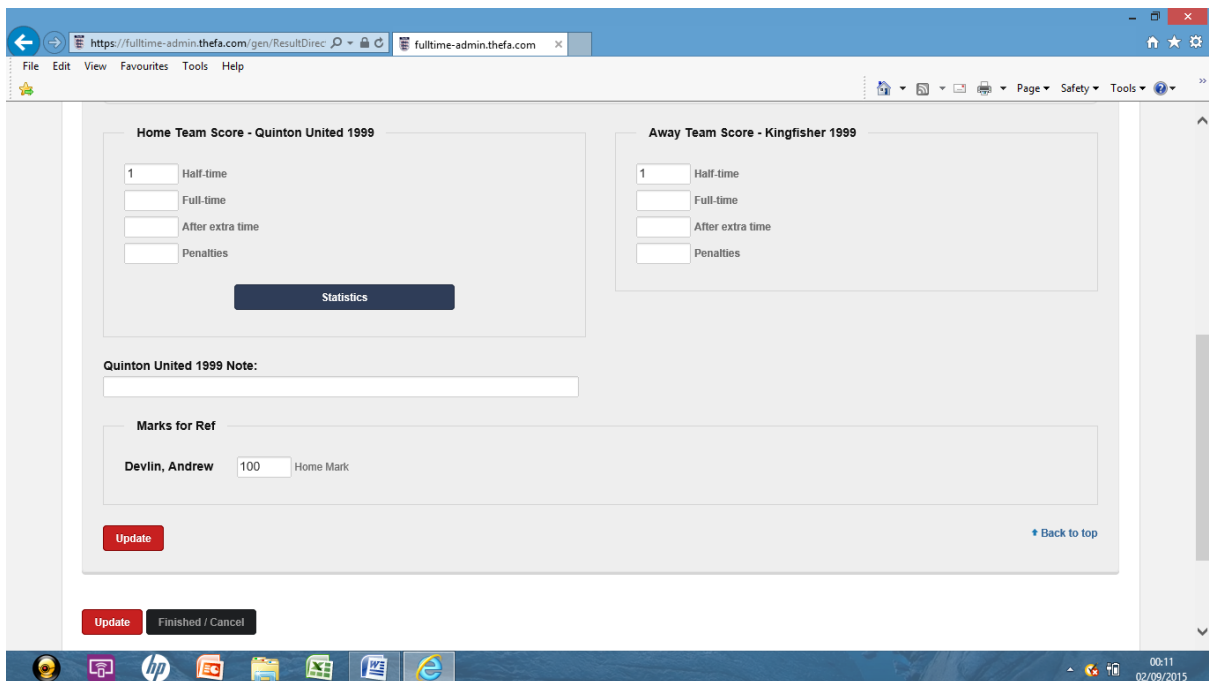 https://fulltime-admin.thefa.com/gen/ResultDirec
fulltime-admin.thefa.com
File Edit View Favourites Tools Help
Page Safety Tools
Home Team Score - Quinton United 1999
1 Half-time
Full-time
After extra time
Penalties
Statistics
Away Team Score - Kingfisher 1999
1 Half-time
Full-time
After extra time
Penalties
Quinton United 1999 Note:
Marks for Ref
Devlin, Andrew 100 Home Mark
Update
Back to top
Update Finished / Cancel
00:11
02/09/2015